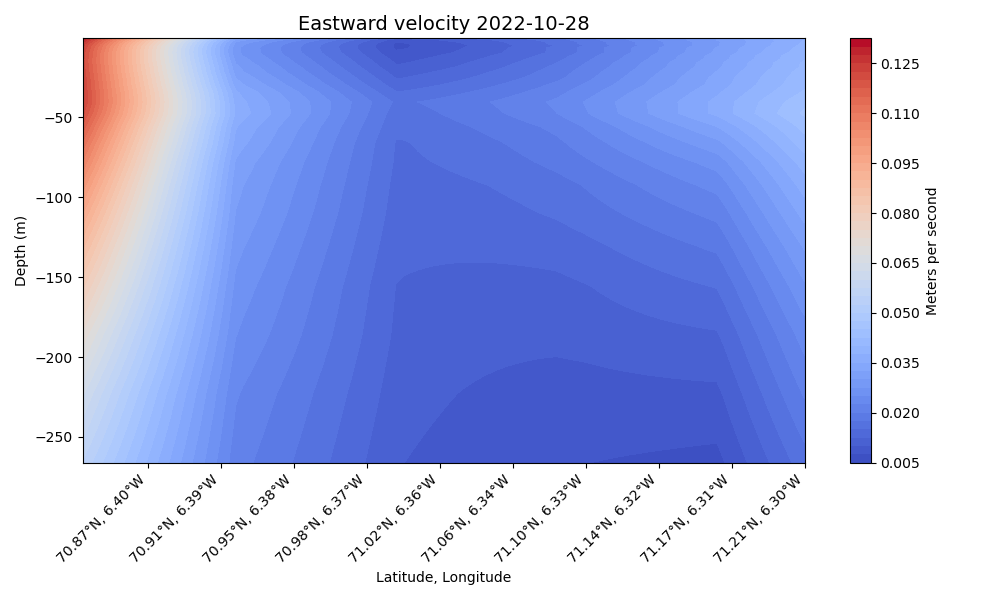 Eastward velocity 2022-10-28
Depth (m)
−50
−100
−150
−200
−250
70.87°N, 6.40°W
70.91°N, 6.39°W
70.95°N, 6.38°W
70.98°N, 6.37°W
71.02°N, 6.36°W
71.06°N, 6.34°W
71.10°N, 6.33°W
71.14°N, 6.32°W
71.17°N, 6.31°W
71.21°N, 6.30°W
Latitude, Longitude
0.125
0.110
0.095
0.080
0.065
0.050
0.035
0.020
0.005
Meters per second